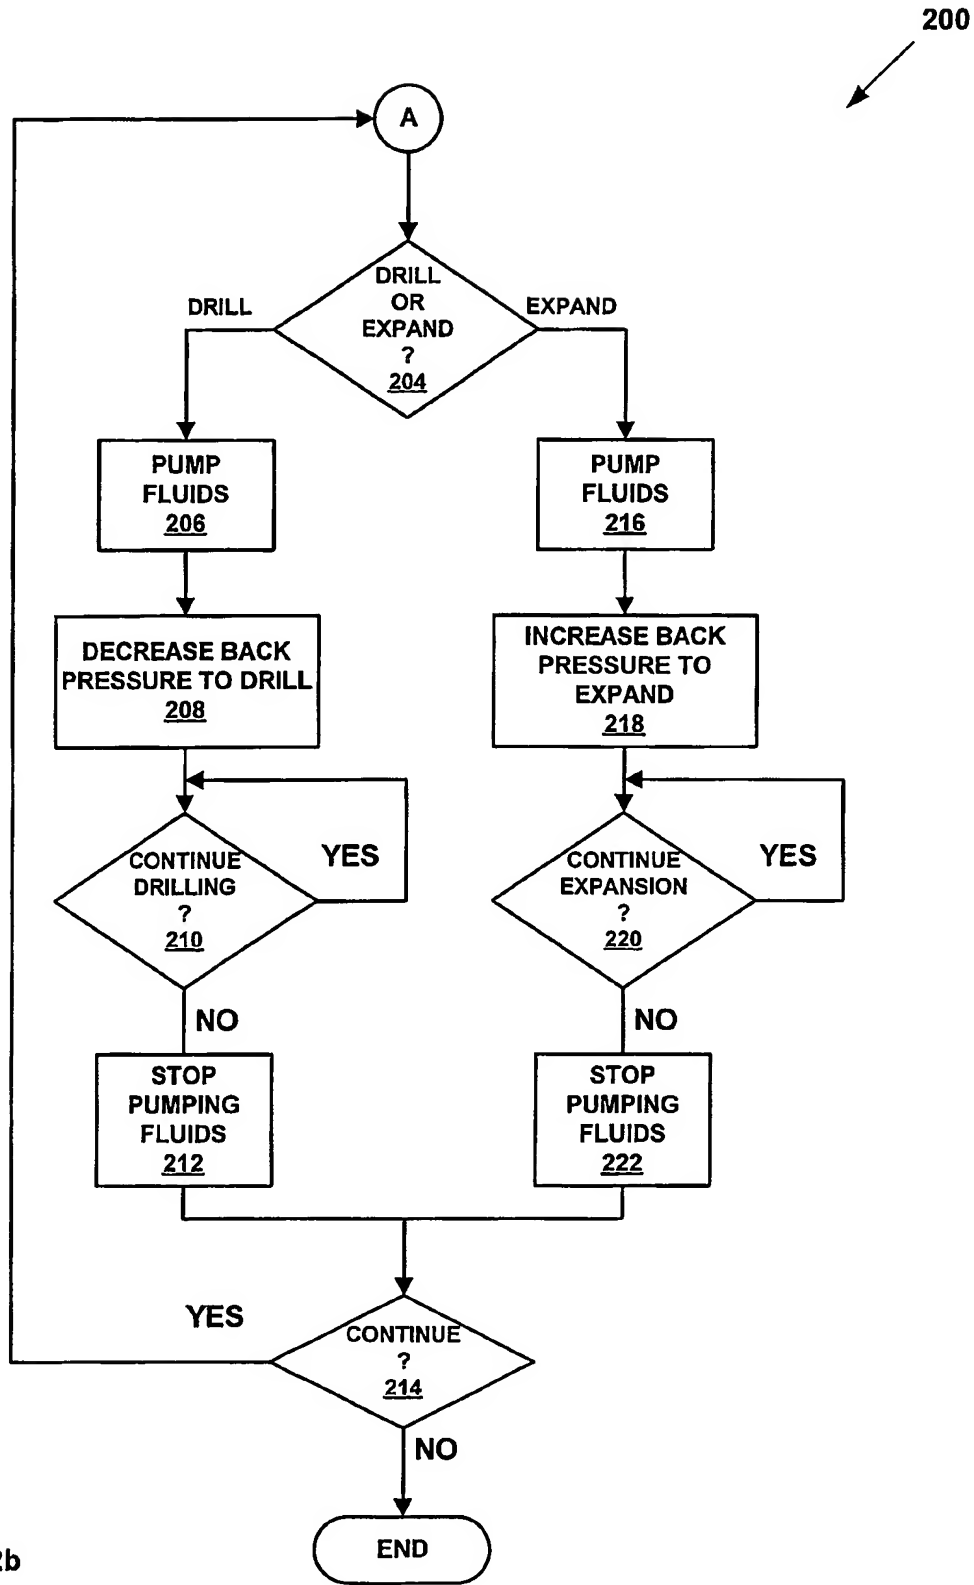 200
A
DRILL
OR
EXPAND
?
204
DRILL
EXPAND
PUMP
FLUIDS
206
PUMP
FLUIDS
216
DECREASE BACK
PRESSURE TO DRILL
208
INCREASE BACK
PRESSURE TO
EXPAND
218
CONTINUE
DRILLING
?
210
YES
CONTINUE
EXPANSION
?
220
YES
NO
NO
STOP
PUMPING
FLUIDS
212
STOP
PUMPING
FLUIDS
222
YES
CONTINUE
?
214
NO
END
2b